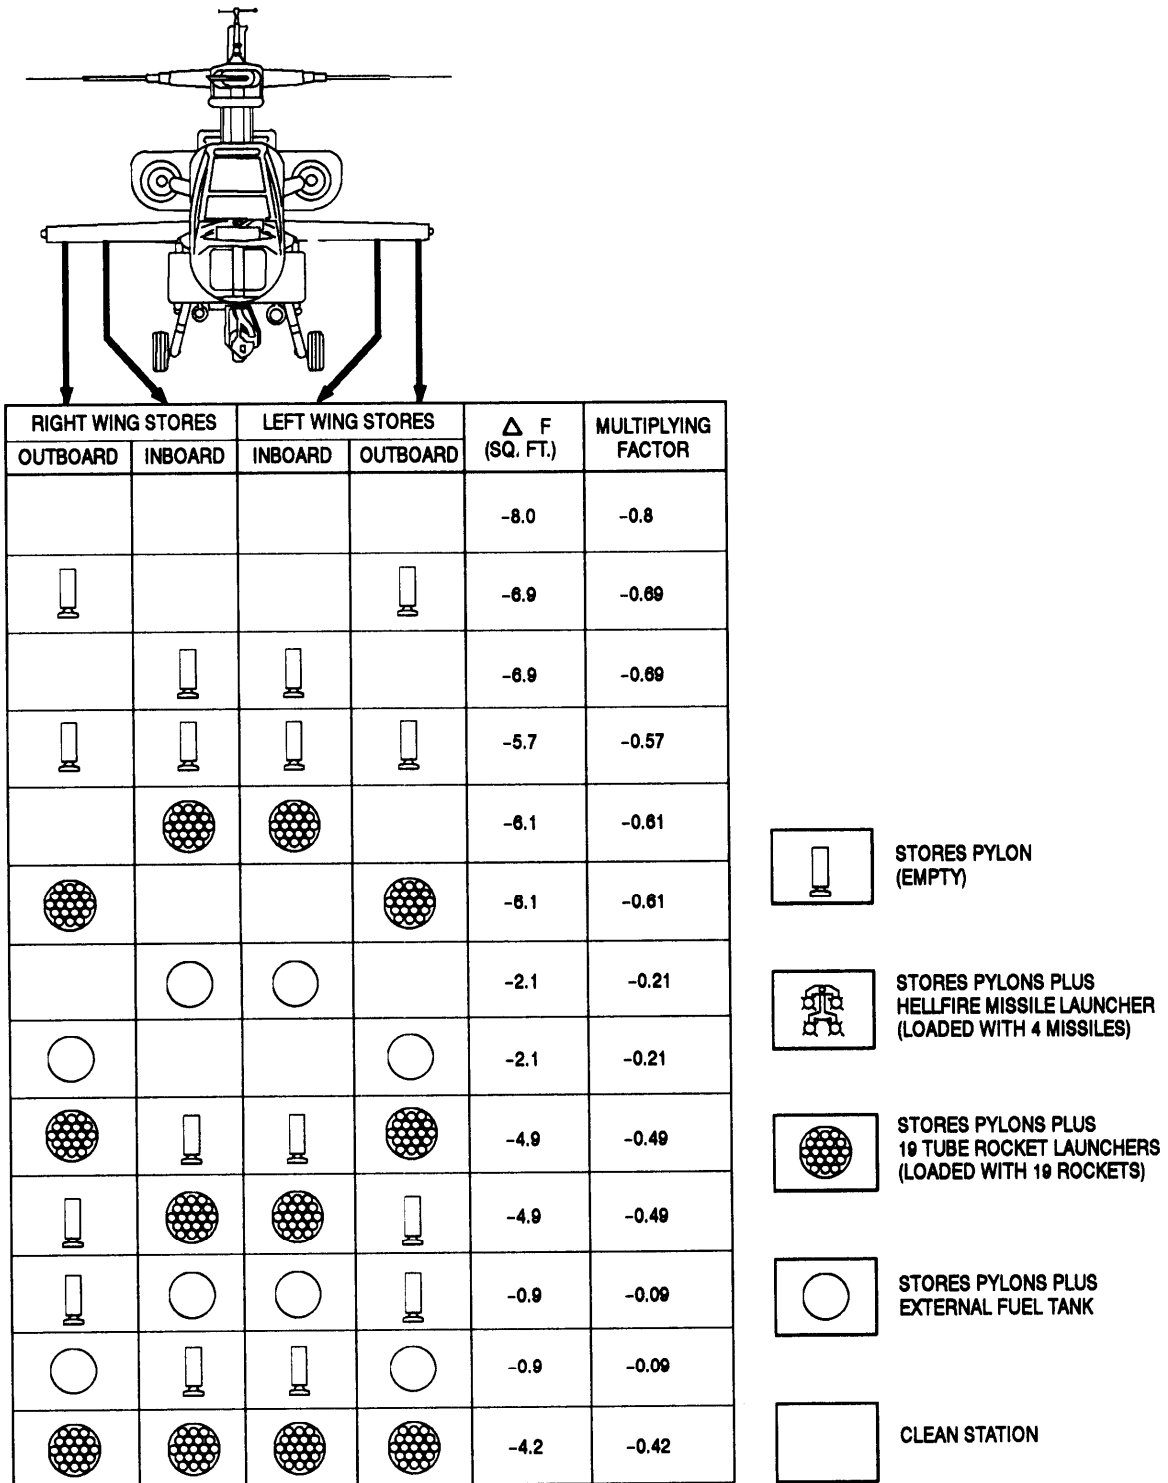 RIGHT WING STORES LEFT WING STORES Δ F (SQ. FT.) MULTIPLYING FACTOR
OUTBOARD INBOARD INBOARD OUTBOARD
-8.0 -0.8
-6.9 -0.69
-6.9 -0.69
-5.7 -0.57
-6.1 -0.61
-6.1 -0.61
-2.1 -0.21
-2.1 -0.21
-4.9 -0.49
-4.9 -0.49
-0.9 -0.09
-0.9 -0.09
-4.2 -0.42
STORES PYLON
(EMPTY)
STORES PYLONS PLUS
HELLFIRE MISSILE LAUNCHER
(LOADED WITH 4 MISSILES)
STORES PYLONS PLUS
19 TUBE ROCKET LAUNCHERS
(LOADED WITH 19 ROCKETS)
STORES PYLONS PLUS
EXTERNAL FUEL TANK
CLEAN STATION